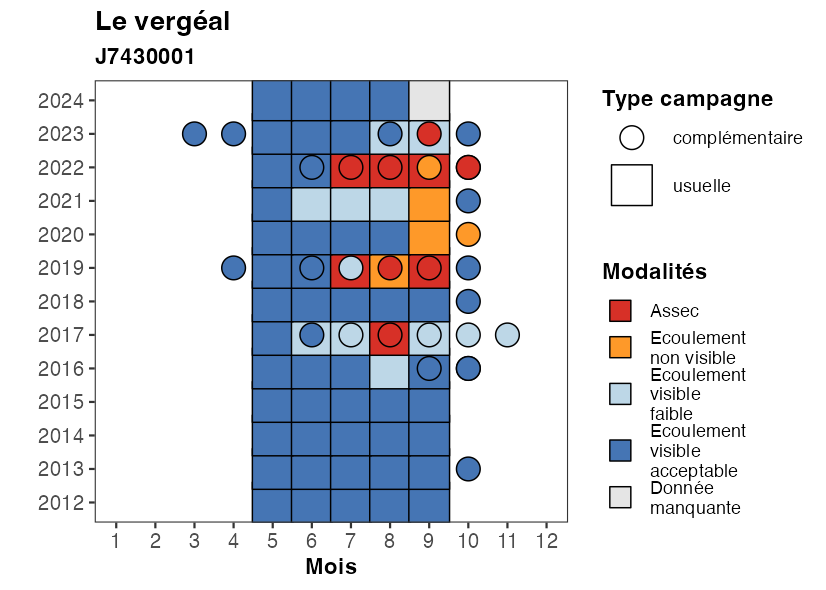 Le vergéal
J7430001
2024
2023
2022
2021
2020
2019
2018
2017
2016
2015
2014
2013
2012
1 2 3 4 5 6 7 8 9 10 11 12
Mois
Type campagne
complémentaire
usuelle
Modalités
Assec
Ecoulement
non visible
Ecoulement
visible
faible
Ecoulement
visible
acceptable
Donnée
manquante